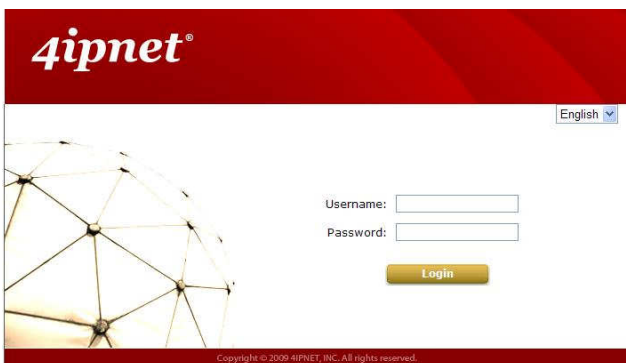 4ipnet®
English
Username:
Password:
Login
Copyright © 2009 4IPNET, INC. All rights reserved.